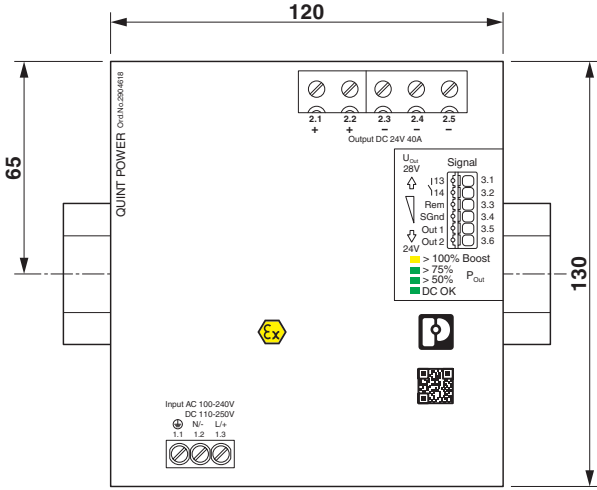 120
65
130
QUINT POWER Ord.No.2904618
2.1 2.2 2.3 2.4 2.5
+ + – – –
Output DC 24V 40A
UOut
28V
Signal
13 3.1
14 3.2
Rem 3.3
SGnd 3.4
Out 1 3.5
24V
Out 2 3.6
> 100% Boost
> 75%
> 50%
POut
DC OK
Ex
Input AC 100-240V
DC 110-250V
N/- L/+
1.1 1.2 1.3